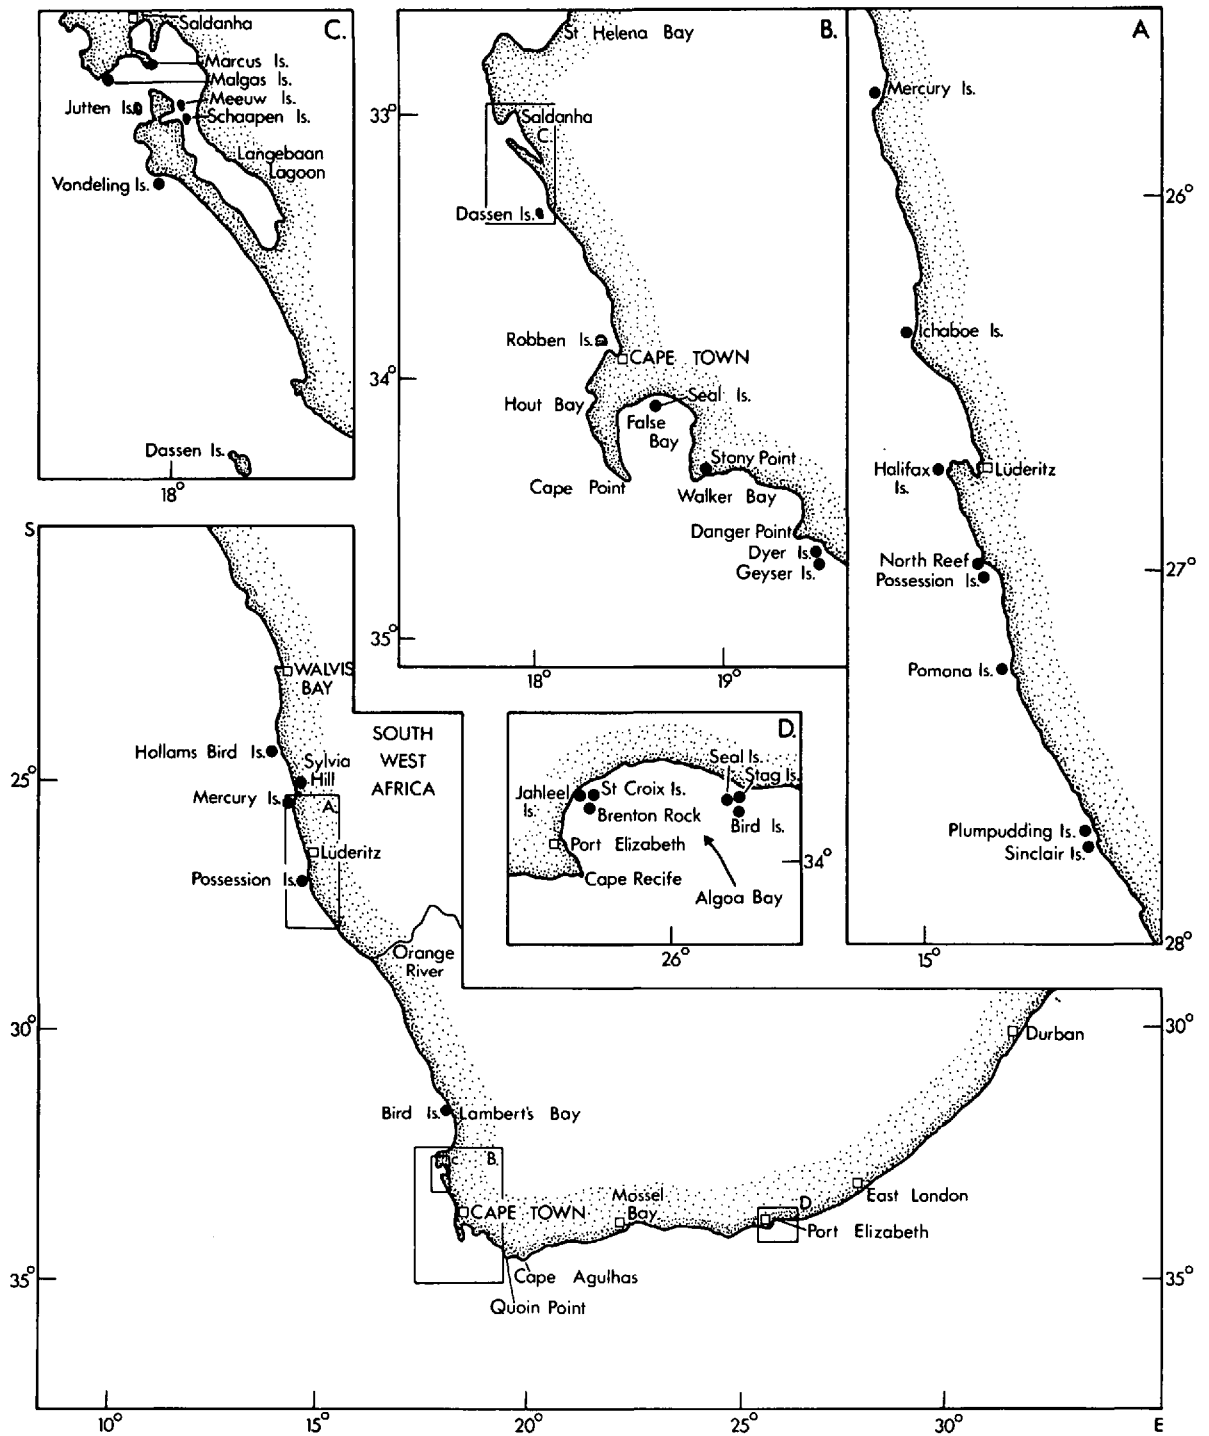 C.
Saldanha
Marcus Is.
Malgas Is.
Meeuw Is.
Jutten Is.
Schaapen Is.
Langebaan
Lagoon
Vondeling Is.
Dassen Is.
18°
B.
St Helena Bay
33°
Saldanha
C
Dassen Is.
Robben Is.
CAPE TOWN
34°
Hout Bay
Seal Is.
False
Bay
Stony Point
Cape Point
Walker Bay
Danger Point
Dyer Is.
Geyser Is.
35°
18°
19°
A
Mercury Is.
26°
Ichaboe Is.
Halifax
Is.
Lüderitz
North Reef
Possession Is.
27°
Pomona Is.
Plumpudding Is.
Sinclair Is.
28°
15°
D.
Seal Is.
Stag Is.
Jahleel
Is.
St Croix Is.
Brenton Rock
Bird Is.
Port Elizabeth
34°
Cape Recife
Algoa Bay
26°
S
WALVIS
BAY
SOUTH
WEST
AFRICA
Hollams Bird Is.
Sylvia
Hill
25°
Mercury Is.
A.
Lüderitz
Possession Is.
Orange
River
30°
30°
Durban
Bird Is.
Lambert's Bay
C
B.
CAPE TOWN
Mossel
Bay
D
East London
Port Elizabeth
35°
35°
Cape Agulhas
Quoin Point
10°
15°
20°
25°
30°
E